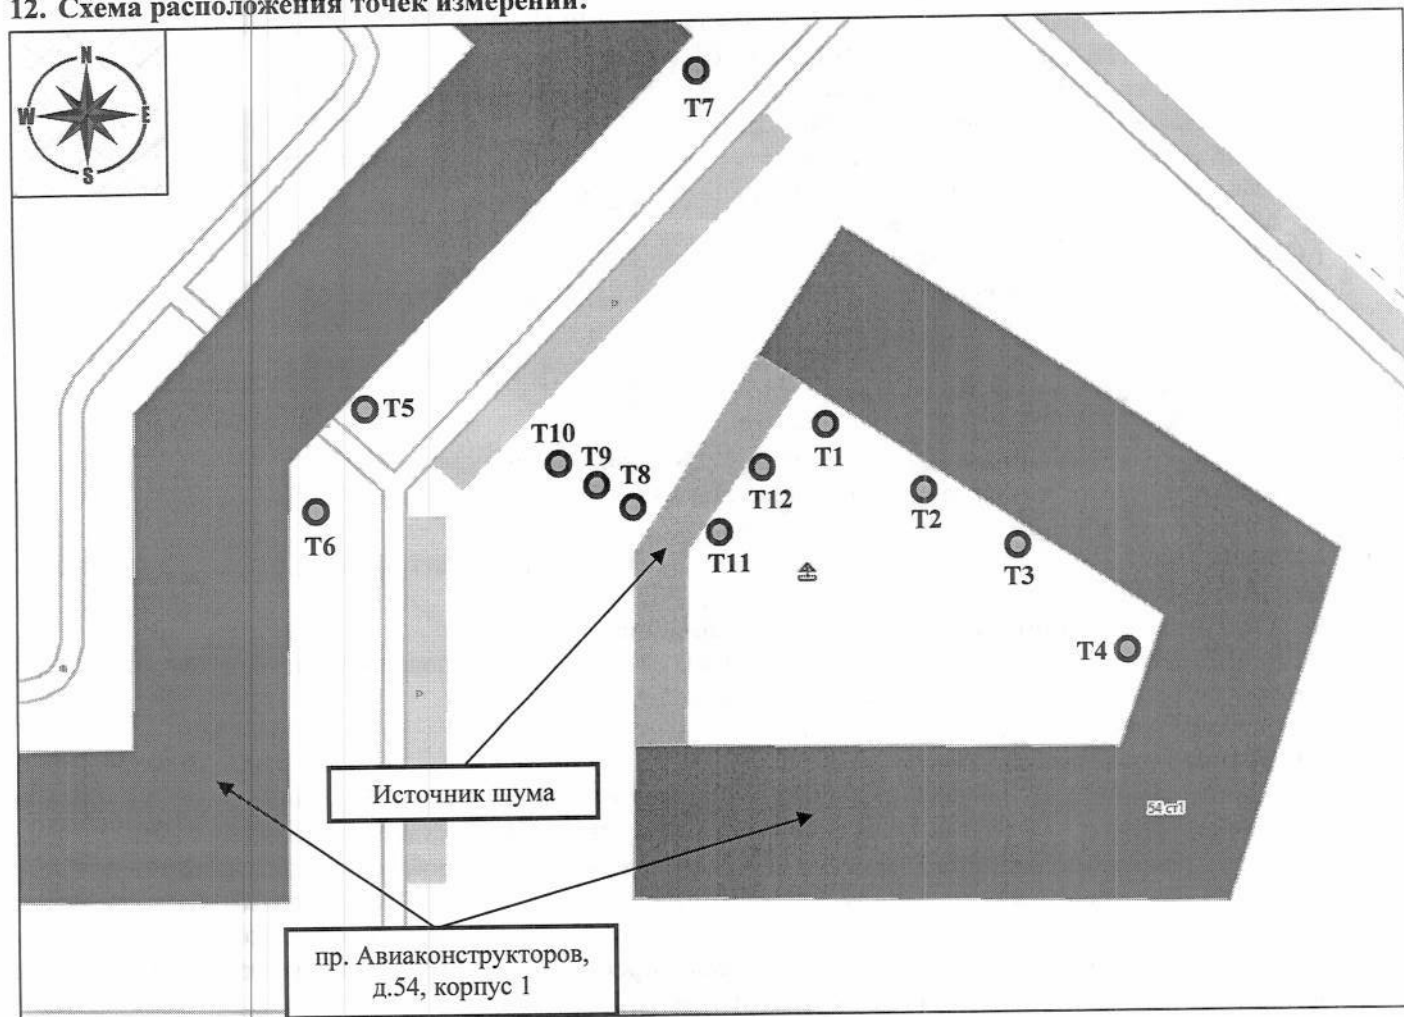 12. Схема расположения точек измерений:
N
W
E
S
T7
P
T5
T10
T9
T8
T1
T12
T2
T6
T11
T3
T4
P
Источник шума
54 ст1
пр. Авиаконструкторов,
д.54, корпус 1